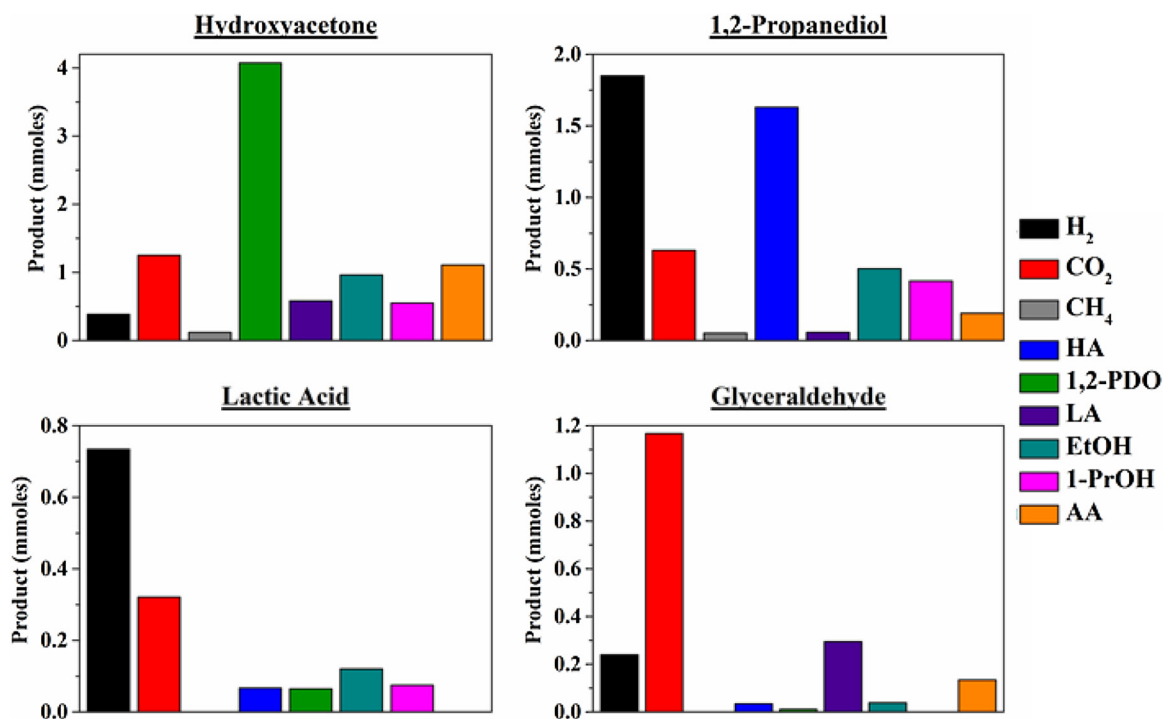 Hydroxyacetone
Product (mmoles)
4
3
2
1
0
1,2-Propanediol
Product (mmoles)
2.0
1.5
1.0
0.5
0.0
Lactic Acid
Product (mmoles)
0.8
0.6
0.4
0.2
0.0
Glyceraldehyde
Product (mmoles)
1.2
1.0
0.8
0.6
0.4
0.2
0.0
H2
CO2
CH4
HA
1,2-PDO
LA
EtOH
1-PrOH
AA